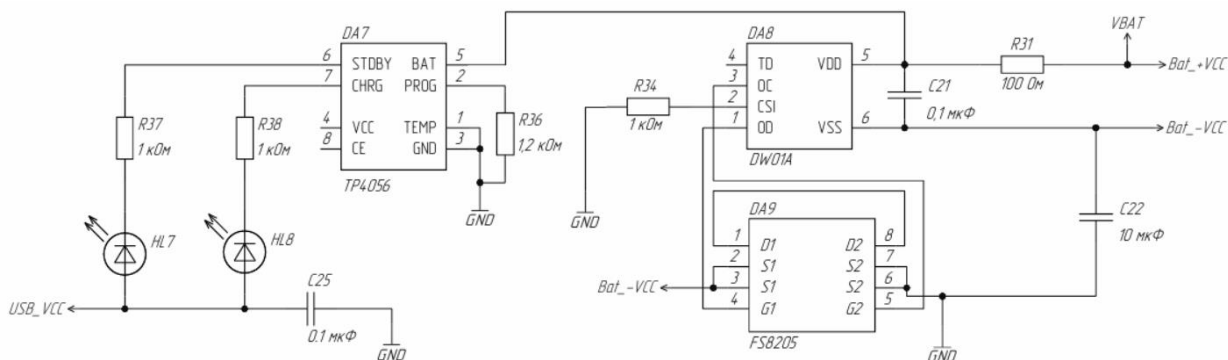 DA7
6 STDBY BAT 5
7 CHRG PROG 2
4 VCC TEMP 1
8 CE GND 3
TP4056
R37
1 кОм
R38
1 кОм
R36
1,2 кОм
GND
HL7
HL8
USB_VCC
C25
0.1 мкФ
GND
DA8
4 TD VDD 5
3 OC
2 CSI
1 OD VSS 6
DW01A
R34
1 кОм
GND
R31
100 Ом
VBAT
Bat_+VCC
C21
0,1 мкФ
Bat_-VCC
C22
10 мкФ
DA9
1 D1 D2 8
2 S1 S2 7
3 S1 S2 6
4 G1 G2 5
FS8205
Bat_-VCC
GND